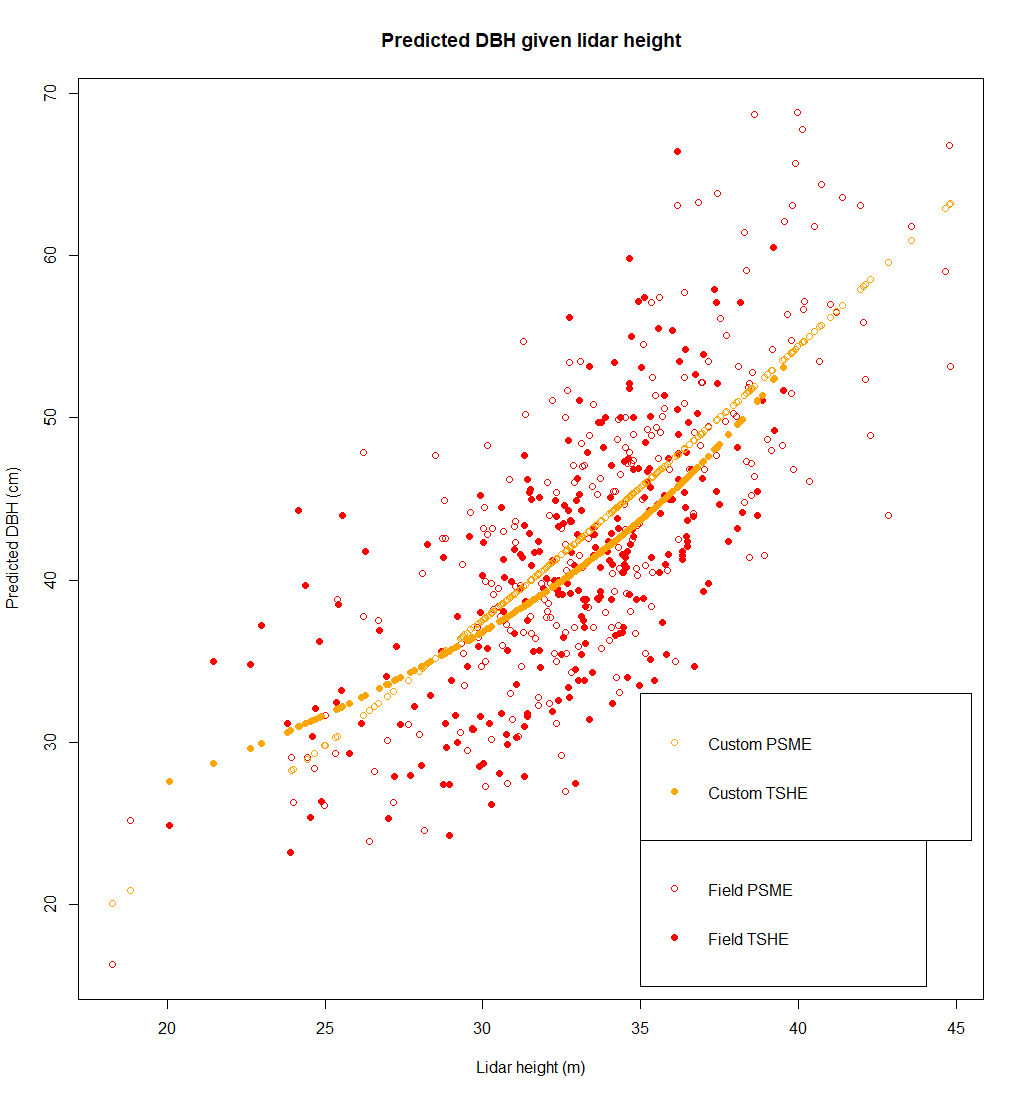 Predicted DBH given lidar height
Predicted DBH (cm)
70
60
50
40
30
20
Custom PSME
Custom TSHE
Field PSME
Field TSHE
20 25 30 35 40 45
Lidar height (m)